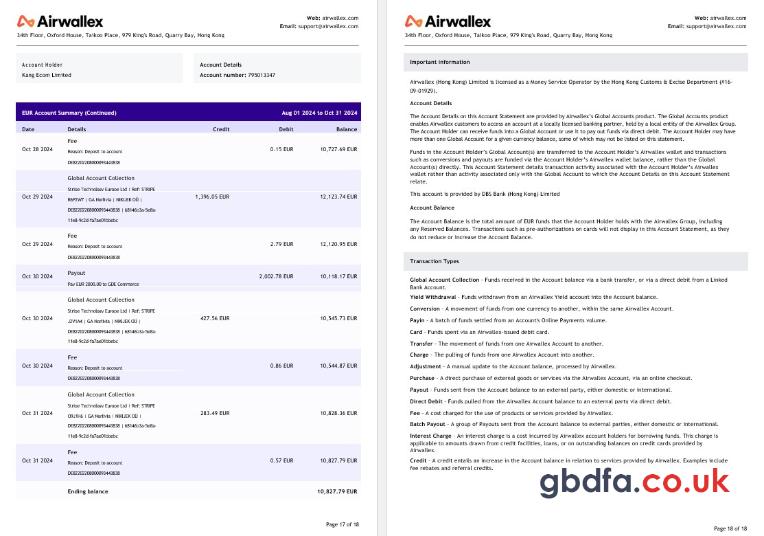 Airwallex
Web: airwallex.com
Email: support@airwallex.com
34th Floor, Oxford House, Taikoo Place, 979 King's Road, Quarry Bay, Hong Kong
Account Holder
Kang Ecom Limited
Account Details
Account number: 795013347
EUR Account Summary (Continued)
Aug 01 2024 to Oct 31 2024
Date Details Credit Debit Balance
Oct 28 2024 Fee 0.15 EUR 10,727.69 EUR
Reason: Deposit to account
Global Account Collection
Oct 29 2024 Stripe Technology Europe Ltd | Ref: STRIPE 1,396.05 EUR 12,123.74 EUR
Fee
Oct 29 2024 Reason: Deposit to account 2.79 EUR 12,120.95 EUR
Oct 30 2024 Payout 2,002.78 EUR 10,118.17 EUR
Pay EUR 2000.00 to GDE Commerce
Global Account Collection
Stripe Technology Europe Ltd | Ref: STRIPE
Oct 30 2024 427.56 EUR 10,545.73 EUR
Fee
Oct 30 2024 Reason: Deposit to account 0.86 EUR 10,544.87 EUR
Global Account Collection
Stripe Technology Europe Ltd | Ref: STRIPE
Oct 31 2024 283.49 EUR 10,828.36 EUR
Fee
Oct 31 2024 Reason: Deposit to account 0.57 EUR 10,827.79 EUR
Ending balance 10,827.79 EUR
Page 17 of 18
Airwallex
Web: airwallex.com
Email: support@airwallex.com
34th Floor, Oxford House, Taikoo Place, 979 King's Road, Quarry Bay, Hong Kong
Important Information
Airwallex (Hong Kong) Limited is licensed as a Money Service Operator by the Hong Kong Customs & Excise Department (#16-
09-01929).
Account Details
The Account Details on this Account Statement are provided by Airwallex's Global Accounts product. The Global Accounts product
enables Airwallex customers to access an account at a locally licensed banking partner, held by a local entity of the Airwallex Group.
The Account Holder can receive funds into a Global Account or use it to pay out funds via direct debit. The Account Holder may have
more than one Global Account for a given currency balance, some of which may not be listed on this statement.
Funds in the Account Holder's Global Account(s) are transferred to the Account Holder's Airwallex wallet and transactions
such as conversions and payouts are funded via the Account Holder's Airwallex wallet balance, rather than the Global
Account(s) directly. This Account Statement details transaction activity associated with the Account Holder's Airwallex
wallet rather than activity associated only with the Global Account to which the Account Details on this Account Statement
relate.
This account is provided by DBS Bank (Hong Kong) Limited
Account Balance
The Account Balance is the total amount of EUR funds that the Account Holder holds with the Airwallex Group, including
any Reserved Balances. Transactions such as pre-authorizations on cards will not display in this Account Statement, as they
do not reduce or increase the Account Balance.
Transaction Types
Global Account Collection - Funds received in the Account balance via a bank transfer, or via a direct debit from a Linked
Bank Account.
Yield Withdrawal - Funds withdrawn from an Airwallex Yield account into the Account balance.
Conversion - A movement of funds from one currency to another, within the same Airwallex Account.
Payin - A batch of funds settled from an Account's Online Payments volume.
Card - Funds spent via an Airwallex-issued debit card.
Transfer - The movement of funds from one Airwallex Account to another.
Charge - The pulling of funds from one Airwallex Account into another.
Adjustment - A manual update to the Account balance, processed by Airwallex.
Purchase - A direct purchase of external goods or services via the Airwallex Account, via an online checkout.
Payout - Funds sent from the Account balance to an external party, either domestic or international.
Direct Debit - Funds pulled from the Airwallex Account balance to an external party via direct debit.
Fee - A cost charged for the use of products or services provided by Airwallex.
Batch Payout - A group of Payouts sent from the Account balance to external parties, either domestic or international.
Interest Charge - An interest charge is a cost incurred by Airwallex account holders for borrowing funds. This charge is
applicable to amounts drawn from credit facilities, loans, or on outstanding balances on credit cards provided by
Airwallex.
Credit - A credit entails an increase in the Account balance in relation to services provided by Airwallex. Examples include
fee rebates and referral credits.
gbdfa.co.uk
Page 18 of 18